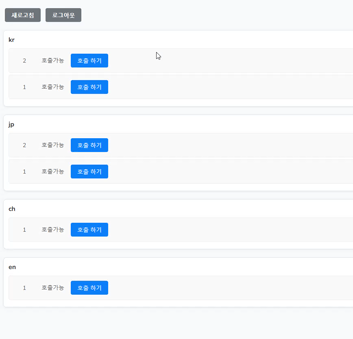 새로고침 로그아웃
kr
2 호출가능 호출 하기
1 호출가능 호출 하기
jp
2 호출가능 호출 하기
1 호출가능 호출 하기
ch
1 호출가능 호출 하기
en
1 호출가능 호출 하기